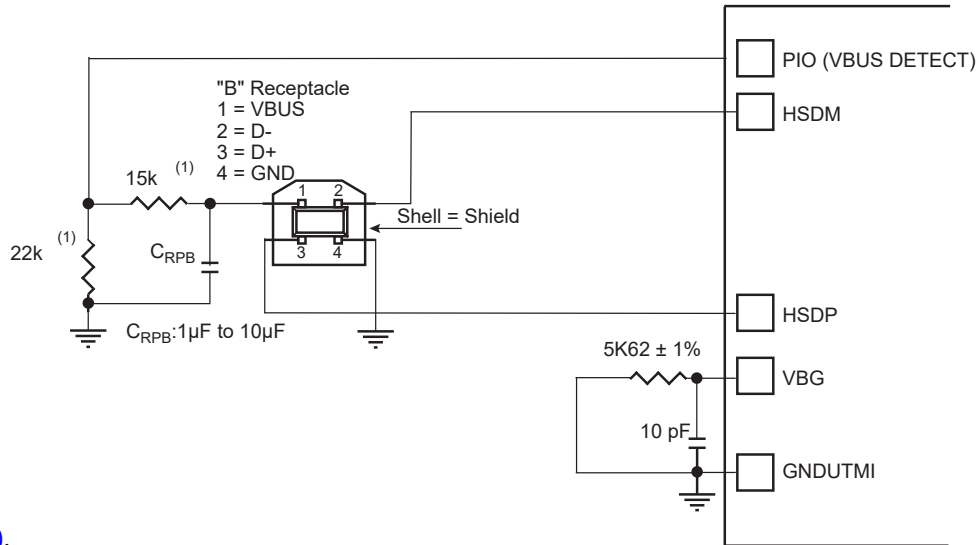 PIO (VBUS DETECT)
"B" Receptacle
1 = VBUS
2 = D-
3 = D+
4 = GND
HSDM
15k (1)
1 2
Shell = Shield
22k (1)
CRPB
3 4
CRPB:1µF to 10µF
HSDP
5K62 ± 1%
VBG
10 pF
GNDUTMI
).